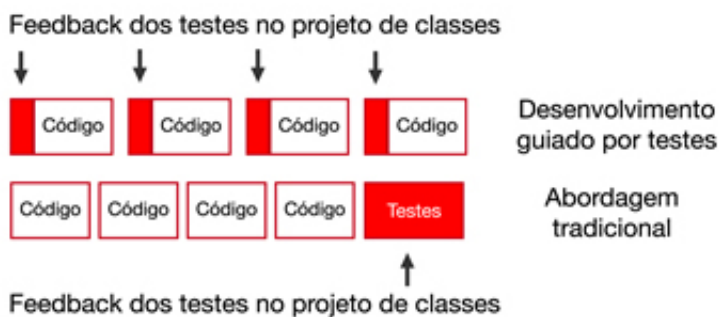 Feedback dos testes no projeto de classes
Código Código Código Código
Desenvolvimento
guiado por testes
Código Código Código Código Testes
Abordagem
tradicional
Feedback dos testes no projeto de classes